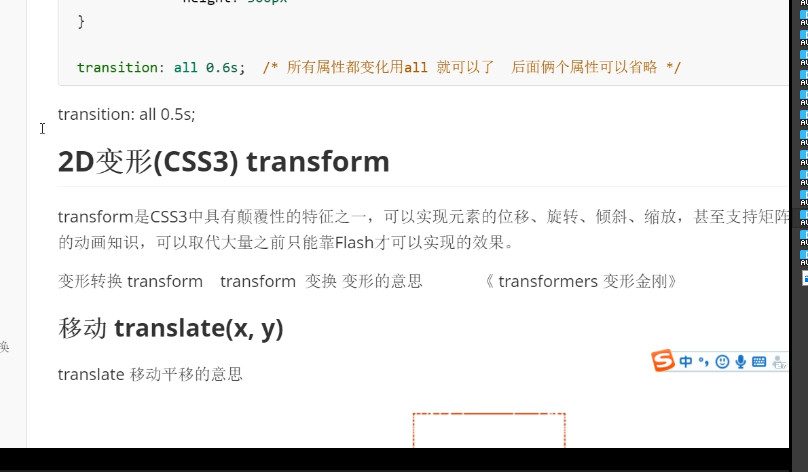 }
transition: all 0.6s;  /* 所有属性都变化用all 就可以了  后面俩个属性可以省略 */
transition: all 0.5s;
2D变形(CSS3) transform
transform是CSS3中具有颠覆性的特征之一，可以实现元素的位移、旋转、倾斜、缩放，甚至支持矩阵
的动画知识，可以取代大量之前只能靠Flash才可以实现的效果。
变形转换 transform  transform 变换 变形的意思  《 transformers 变形金刚》
移动 translate(x, y)
换
translate 移动平移的意思
中